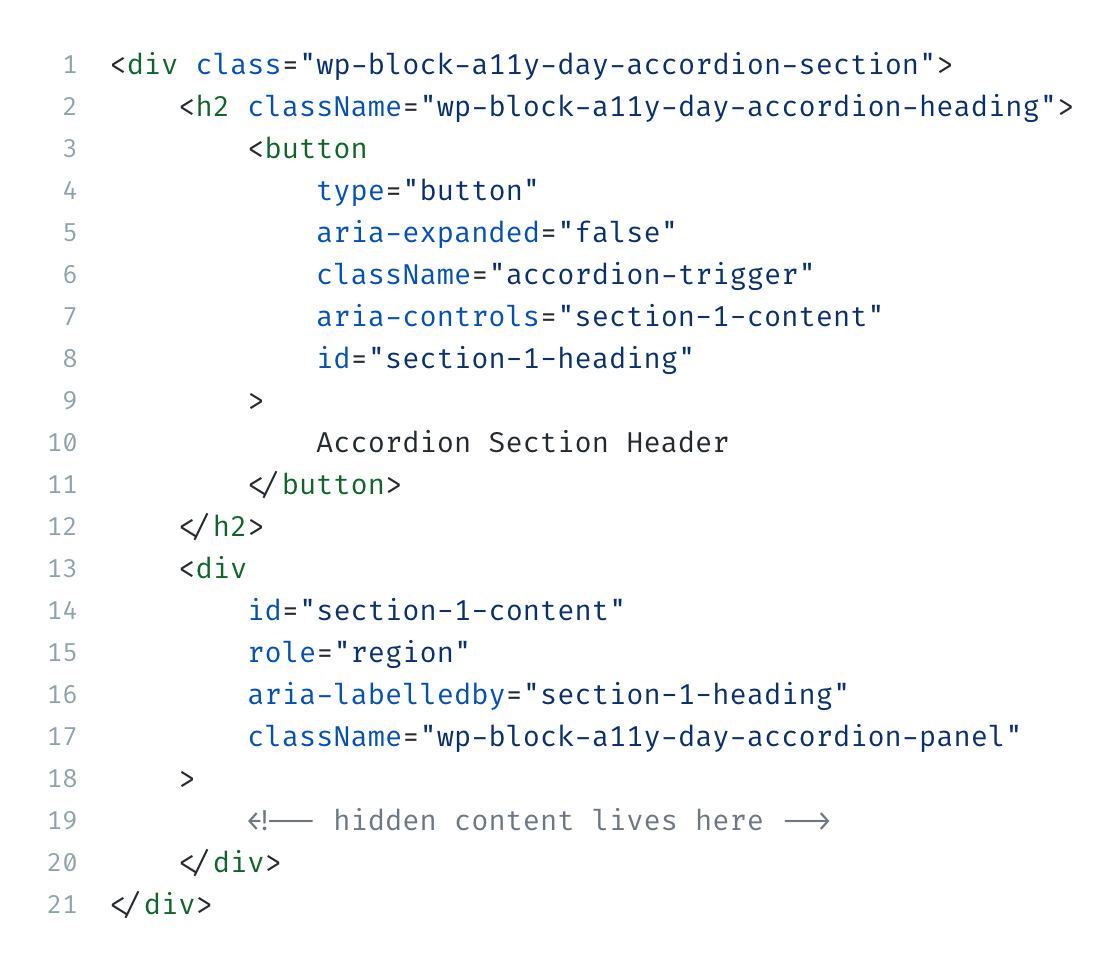 1 <div class="wp-block-a11y-day-accordion-section">
2     <h2 className="wp-block-a11y-day-accordion-heading">
3         <button
4             type="button"
5             aria-expanded="false"
6             className="accordion-trigger"
7             aria-controls="section-1-content"
8             id="section-1-heading"
9         >
10             Accordion Section Header
11         </button>
12     </h2>
13     <div
14         id="section-1-content"
15         role="region"
16         aria-labelledby="section-1-heading"
17         className="wp-block-a11y-day-accordion-panel"
18     >
19         <!-- hidden content lives here -->
20     </div>
21 </div>